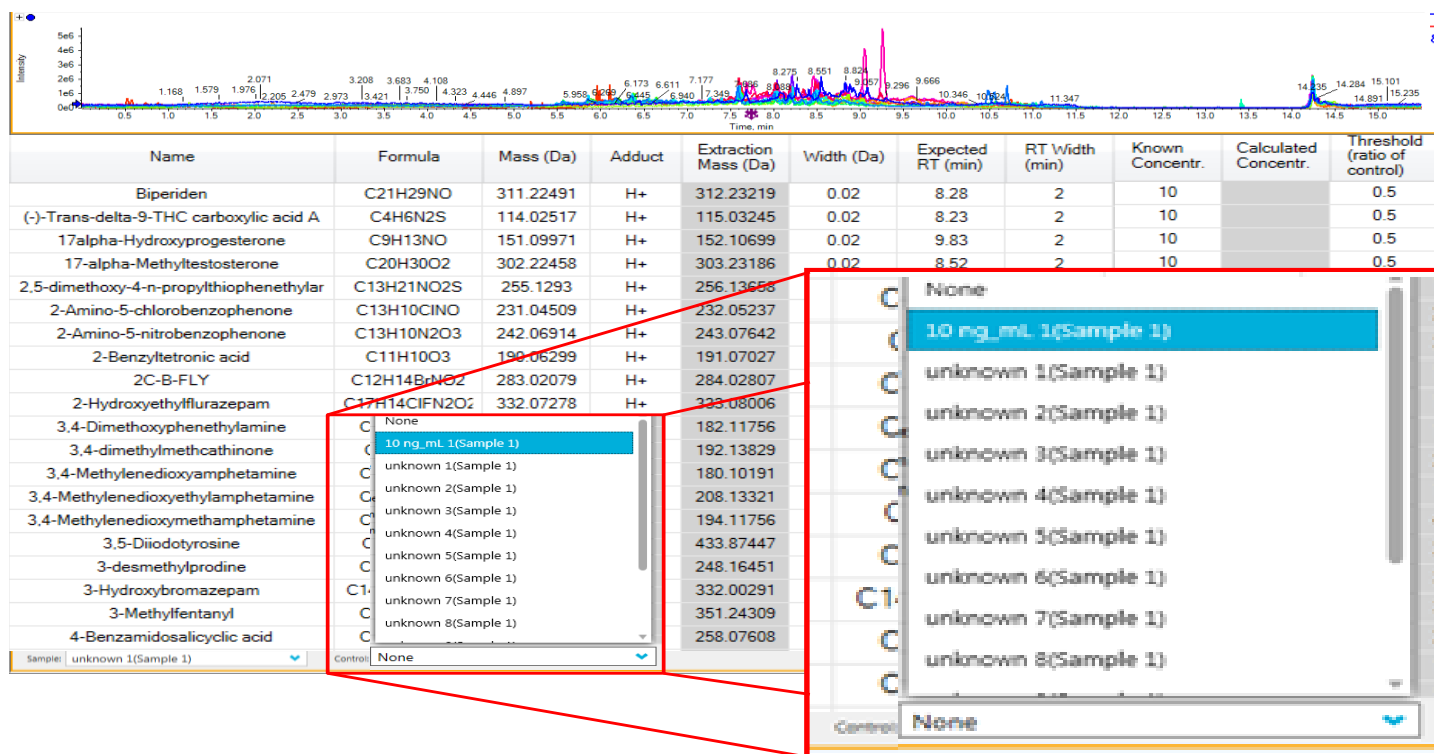 5e6
4e6
3e6
2e6
1e6
0e0
Intensity
1.168 1.579 1.976 2.071 2.205 2.479 2.973 3.208 3.421 3.683 3.750 4.108 4.323 4.446 4.897 5.958 6.269 6.173 6.445 6.611 6.940 7.177 7.349 8.275 8.551 8.824 9.057 9.296 9.666 10.346 10.624 11.347 14.235 14.284 14.891 15.101 15.235
0.5 1.0 1.5 2.0 2.5 3.0 3.5 4.0 4.5 5.0 5.5 6.0 6.5 7.0 7.5 8.0 8.5 9.0 9.5 10.0 10.5 11.0 11.5 12.0 12.5 13.0 13.5 14.0 14.5 15.0
Time, min
Name Formula Mass (Da) Adduct Extraction Mass (Da) Width (Da) Expected RT (min) RT Width (min) Known Concentr. Calculated Concentr. Threshold (ratio of control)
Biperiden C21H29NO 311.22491 H+ 312.23219 0.02 8.28 2 10 0.5
(-)-Trans-delta-9-THC carboxylic acid A C4H6N2S 114.02517 H+ 115.03245 0.02 8.23 2 10 0.5
17alpha-Hydroxyprogesterone C9H13NO 151.09971 H+ 152.10699 0.02 9.83 2 10 0.5
17-alpha-Methyltestosterone C20H30O2 302.22458 H+ 303.23186 0.02 8.52 2 10 0.5
2,5-dimethoxy-4-n-propylthiophenethylar C13H21NO2S 255.1293 H+ 256.13658
2-Amino-5-chlorobenzophenone C13H10ClNO 231.04509 H+ 232.05237
2-Amino-5-nitrobenzophenone C13H10N2O3 242.06914 H+ 243.07642
2-Benzyltetronic acid C11H10O3 190.06299 H+ 191.07027
2C-B-FLY C12H14BrNO2 283.02079 H+ 284.02807
2-Hydroxyethylflurazepam C17H14ClFN2O2 332.07278 H+ 333.08006
3,4-Dimethoxyphenethylamine C 182.11756
3,4-dimethylmethcathinone 192.13829
3,4-Methylenedioxyamphetamine C 180.10191
3,4-Methylenedioxyethylamphetamine 208.13321
3,4-Methylenedioxymethamphetamine C 194.11756
3,5-Diiodotyrosine C 433.87447
3-desmethylprodine C 248.16451
3-Hydroxybromazepam C1 332.00291
3-Methylfentanyl C 351.24309
4-Benzamidosalicyclic acid C 258.07608
Sample: unknown 1(Sample 1) Control: None
None
10 ng_mL 1(Sample 1)
unknown 1(Sample 1)
unknown 2(Sample 1)
unknown 3(Sample 1)
unknown 4(Sample 1)
unknown 5(Sample 1)
unknown 6(Sample 1)
unknown 7(Sample 1)
unknown 8(Sample 1)
None
10 ng_mL 1(Sample 1)
unknown 1(Sample 1)
unknown 2(Sample 1)
unknown 3(Sample 1)
unknown 4(Sample 1)
unknown 5(Sample 1)
unknown 6(Sample 1)
unknown 7(Sample 1)
unknown 8(Sample 1)
Control: None